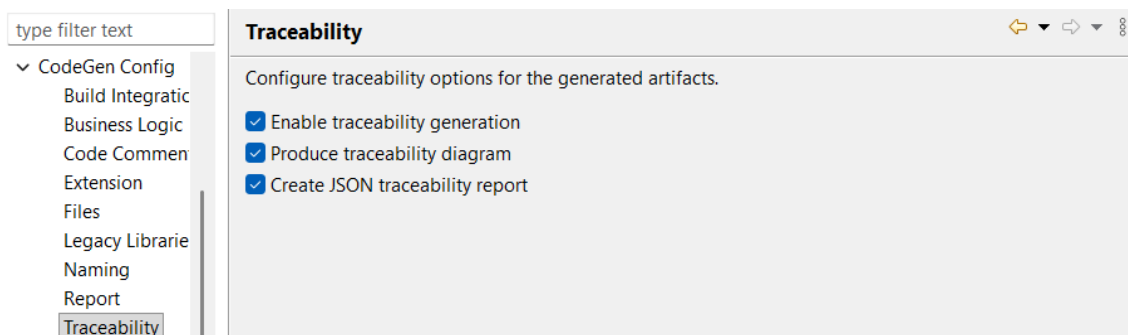 type filter text
CodeGen Config
Build Integratic
Business Logic
Code Commen
Extension
Files
Legacy Librarie
Naming
Report
Traceability
Traceability
Configure traceability options for the generated artifacts.
Enable traceability generation
Produce traceability diagram
Create JSON traceability report